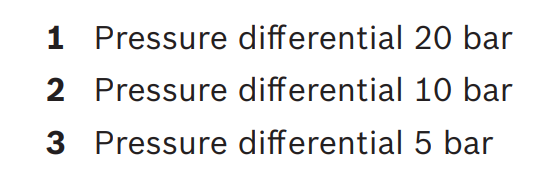 1 Pressure differential 20 bar
2 Pressure differential 10 bar
3 Pressure differential 5 bar